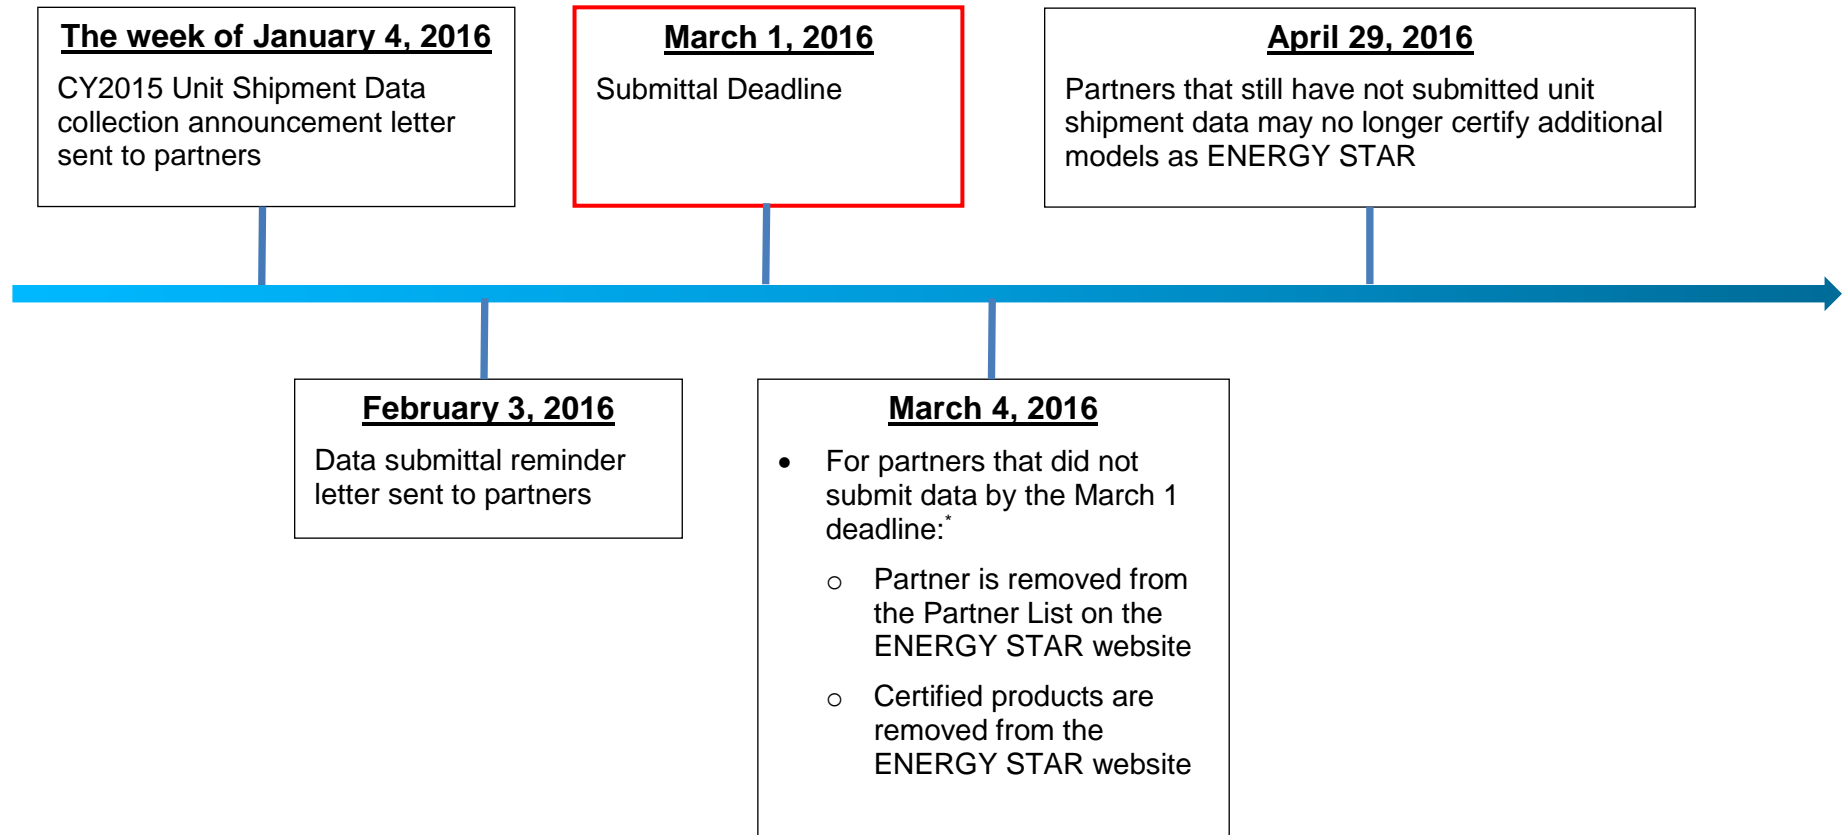 The week of January 4, 2016
CY2015 Unit Shipment Data
collection announcement letter
sent to partners
March 1, 2016
Submittal Deadline
April 29, 2016
Partners that still have not submitted unit
shipment data may no longer certify additional
models as ENERGY STAR
February 3, 2016
Data submittal reminder
letter sent to partners
March 4, 2016
• For partners that did not
submit data by the March 1
deadline:*
o Partner is removed from
the Partner List on the
ENERGY STAR website
o Certified products are
removed from the
ENERGY STAR website